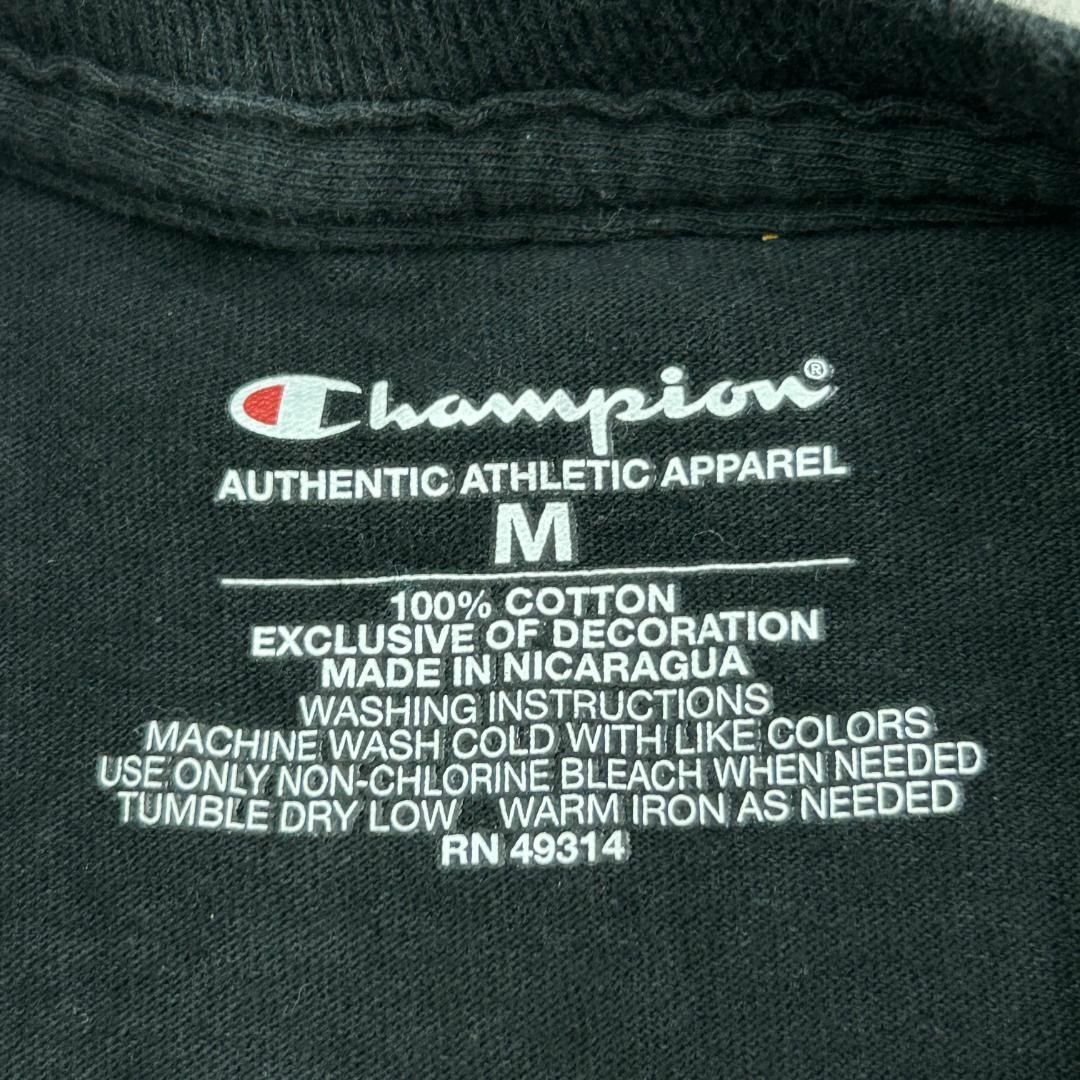 Champion®
AUTHENTIC ATHLETIC APPAREL
M
100% COTTON
EXCLUSIVE OF DECORATION
MADE IN NICARAGUA
WASHING INSTRUCTIONS
MACHINE WASH COLD WITH LIKE COLORS
USE ONLY NON-CHLORINE BLEACH WHEN NEEDED
TUMBLE DRY LOW WARM IRON AS NEEDED
RN 49314